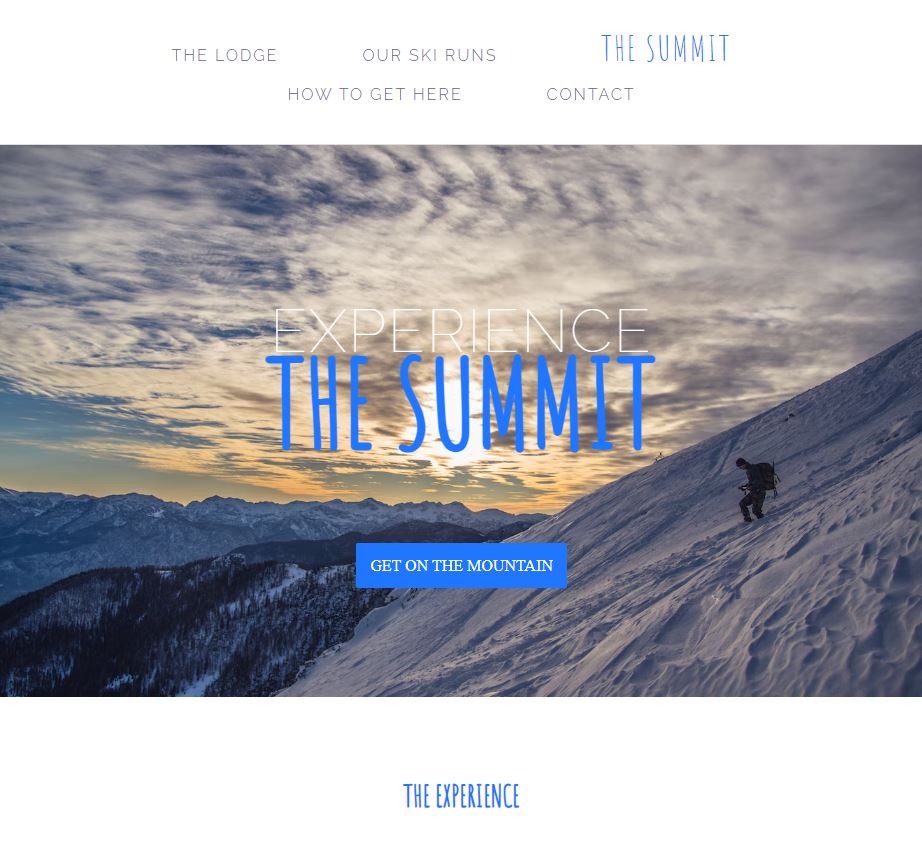 THE LODGE OUR SKI RUNS THE SUMMIT
HOW TO GET HERE CONTACT
EXPERIENCE
THE SUMMIT
GET ON THE MOUNTAIN
THE EXPERIENCE